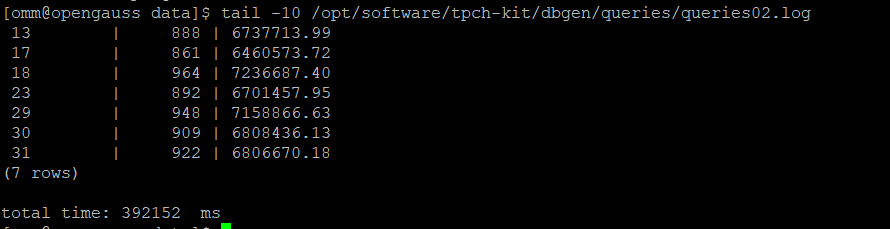 [omm@opengauss data]$ tail -10 /opt/software/tpch-kit/dbgen/queries/queries02.log
 13        |     888 | 6737713.99
 17        |     861 | 6460573.72
 18        |     964 | 7236687.40
 23        |     892 | 6701457.95
 29        |     948 | 7158866.63
 30        |     909 | 6808436.13
 31        |     922 | 6806670.18
(7 rows)
total time: 392152  ms